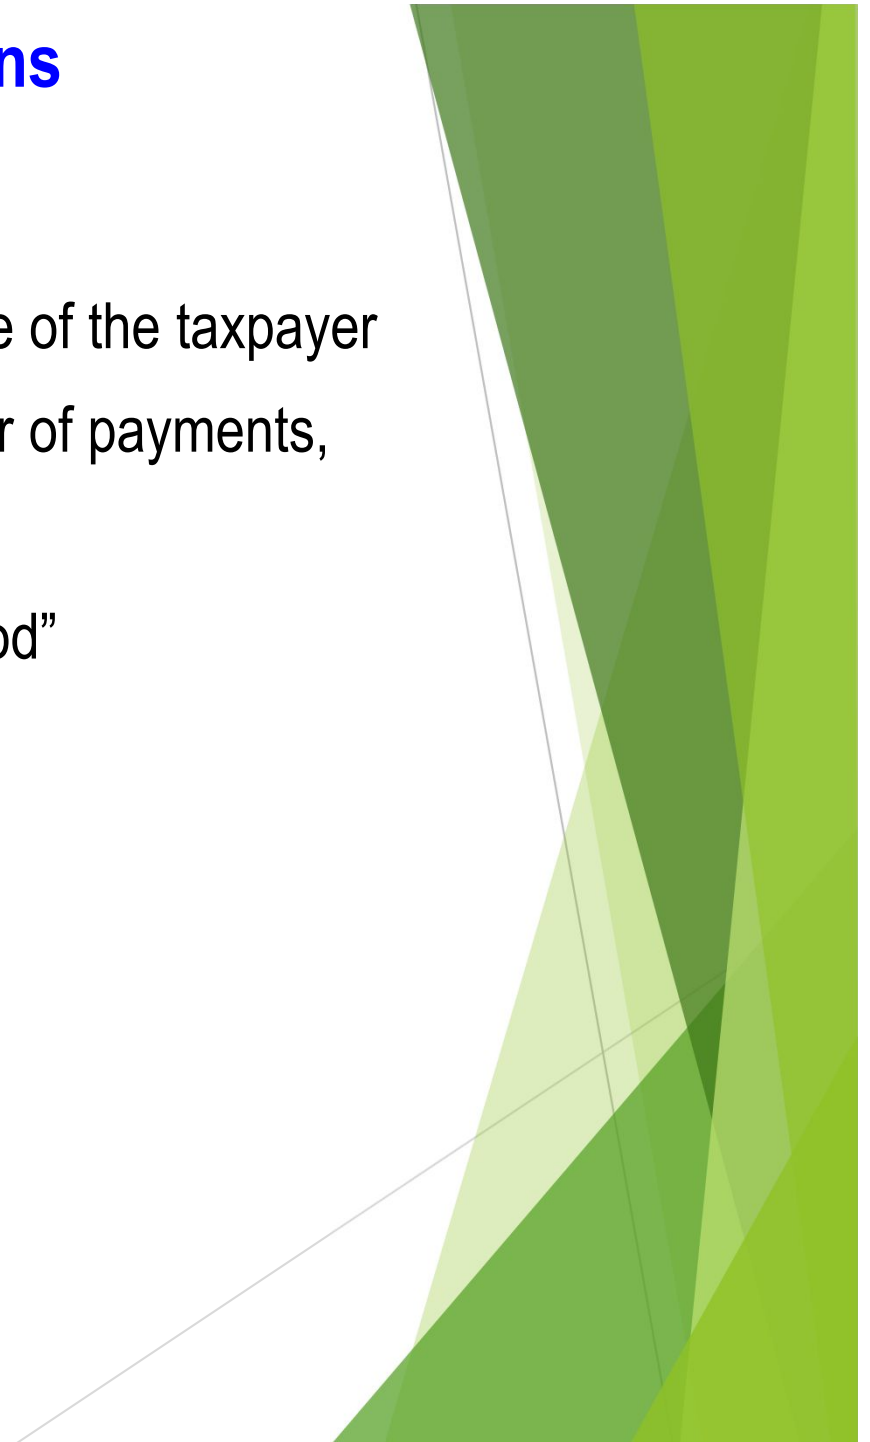 ns
e of the taxpayer
r of payments,
od”